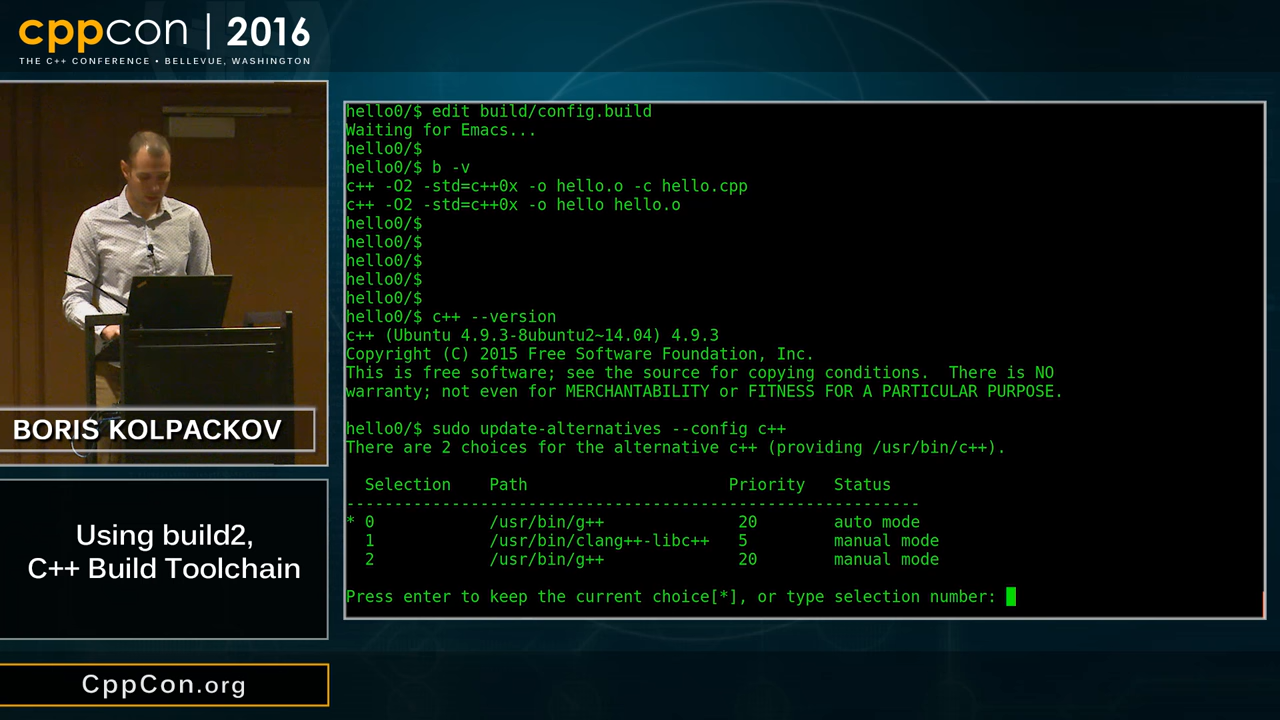 cppcon | 2016
THE C++ CONFERENCE • BELLEVUE, WASHINGTON
hello0/$ edit build/config.build
Waiting for Emacs...
hello0/$
hello0/$ b -v
c++ -O2 -std=c++0x -o hello.o -c hello.cpp
c++ -O2 -std=c++0x -o hello hello.o
hello0/$
hello0/$
hello0/$
hello0/$
hello0/$
hello0/$ c++ --version
c++ (Ubuntu 4.9.3-8ubuntu2~14.04) 4.9.3
Copyright (C) 2015 Free Software Foundation, Inc.
This is free software; see the source for copying conditions.  There is NO
warranty; not even for MERCHANTABILITY or FITNESS FOR A PARTICULAR PURPOSE.
hello0/$ sudo update-alternatives --config c++
There are 2 choices for the alternative c++ (providing /usr/bin/c++).
Selection    Path    Priority   Status
------------------------------------------------------------
* 0    /usr/bin/g++    20    auto mode
1    /usr/bin/clang++-libc++   5    manual mode
2    /usr/bin/g++    20    manual mode
Press enter to keep the current choice[*], or type selection number:
BORIS KOLPACKOV
Using build2,
C++ Build Toolchain
CppCon.org